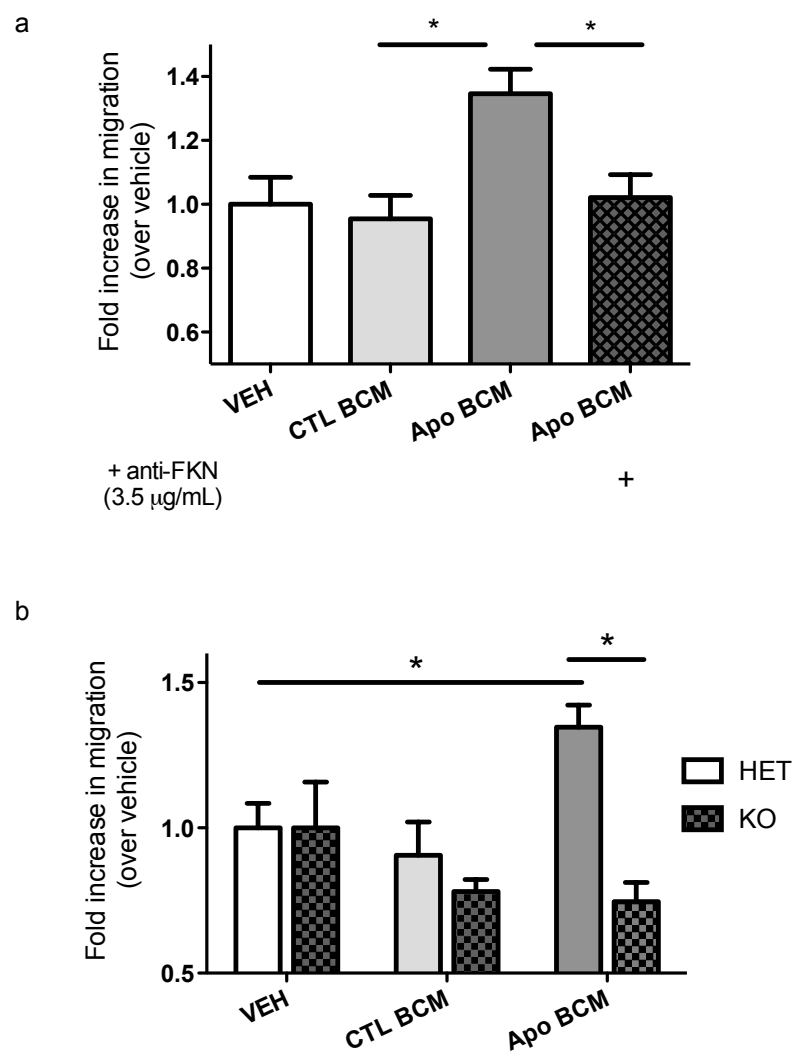 a
* *
Fold increase in migration
(over vehicle)
1.4
1.2
1.0
0.8
0.6
VEH
CTL BCM
Apo BCM
Apo BCM
+ anti-FKN
(3.5 μg/mL)
+
b
* *
Fold increase in migration
(over vehicle)
1.5
1.0
0.5
HET
KO
VEH
CTL BCM
Apo BCM